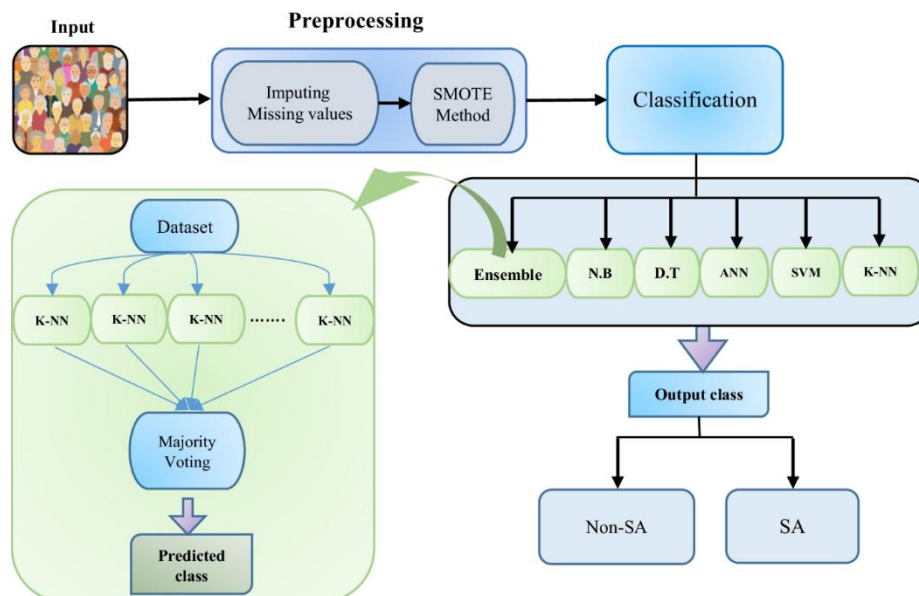 Input
Preprocessing
Imputing
Missing values
SMOTE
Method
Classification
Dataset
K-NN
K-NN
K-NN
.......
K-NN
Majority
Voting
Predicted
class
Ensemble
N.B
D.T
ANN
SVM
K-NN
Output class
Non-SA
SA